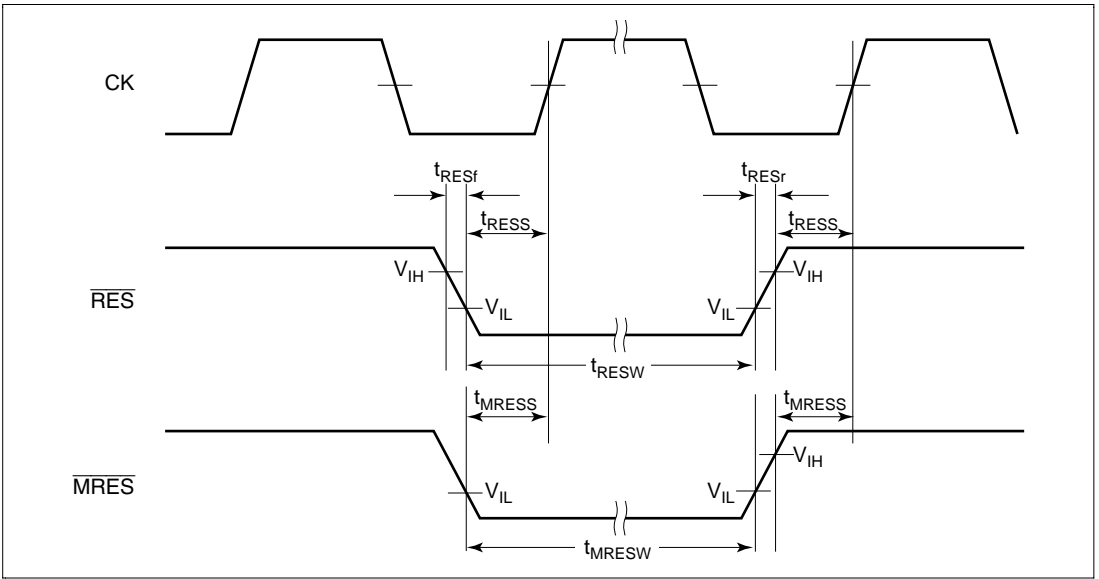 CK
tRESf
tRESr
tRESS
tRESS
VIH
VIH
RES
VIL
VIL
tRESW
tMRESS
tMRESS
VIH
MRES
VIL
VIL
tMRESW